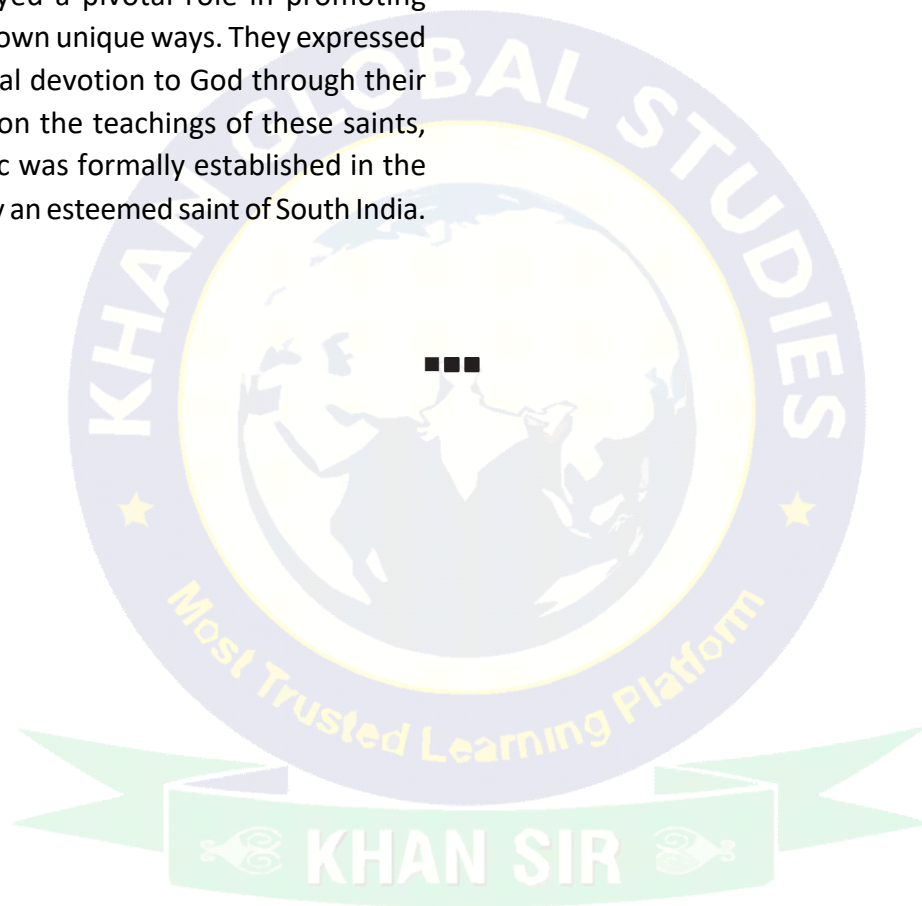 yed a pivotal role in promoting
own unique ways. They expressed
al devotion to God through their
on the teachings of these saints,
c was formally established in the
y an esteemed saint of South India.
KHAN GLOBAL STUDIES
Most Trusted Learning Platform
KHAN SIR